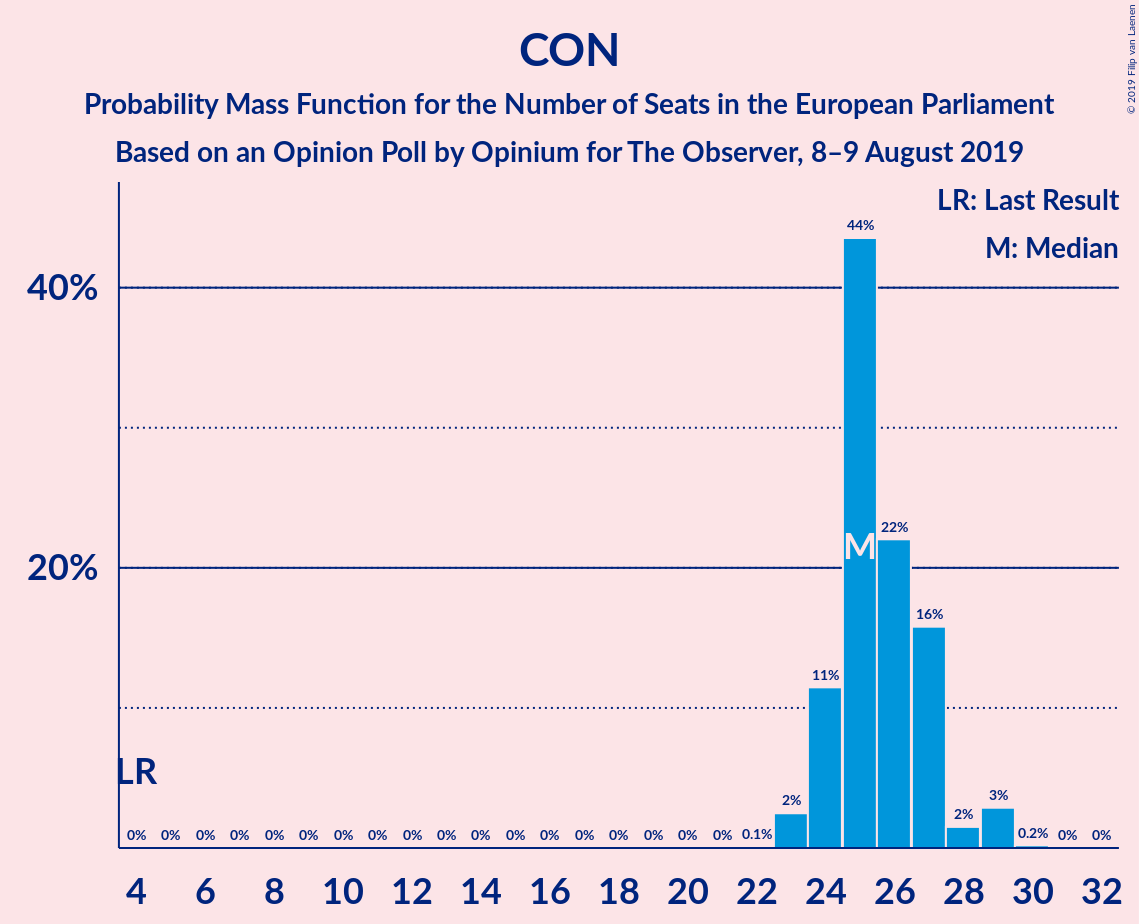 CON
Probability Mass Function for the Number of Seats in the European Parliament
Based on an Opinion Poll by Opinium for The Observer, 8–9 August 2019
© 2019 Filip van Laenen
LR: Last Result
M: Median
44%
40%
22%
M
20%
16%
11%
LR
2%
3%
2%
0% 0% 0% 0% 0% 0% 0% 0% 0% 0% 0% 0% 0% 0% 0% 0% 0% 0% 0.1% 0.2% 0% 0%
4 6 8 10 12 14 16 18 20 22 24 26 28 30 32